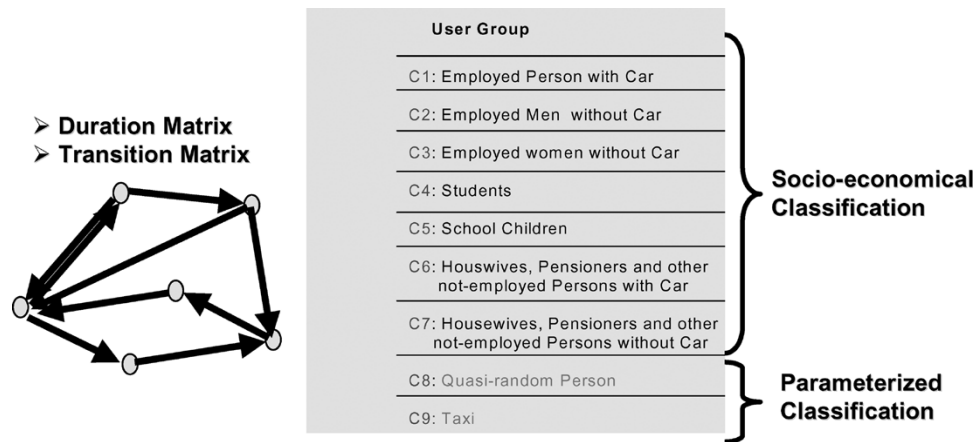 ➢ Duration Matrix
➢ Transition Matrix
User Group
C1: Employed Person with Car
C2: Employed Men without Car
C3: Employed women without Car
C4: Students
C5: School Children
C6: Houswives, Pensioners and other
not-employed Persons with Car
C7: Housewives, Pensioners and other
not-employed Persons without Car
C8: Quasi-random Person
C9: Taxi
Socio-economical
Classification
Parameterized
Classification